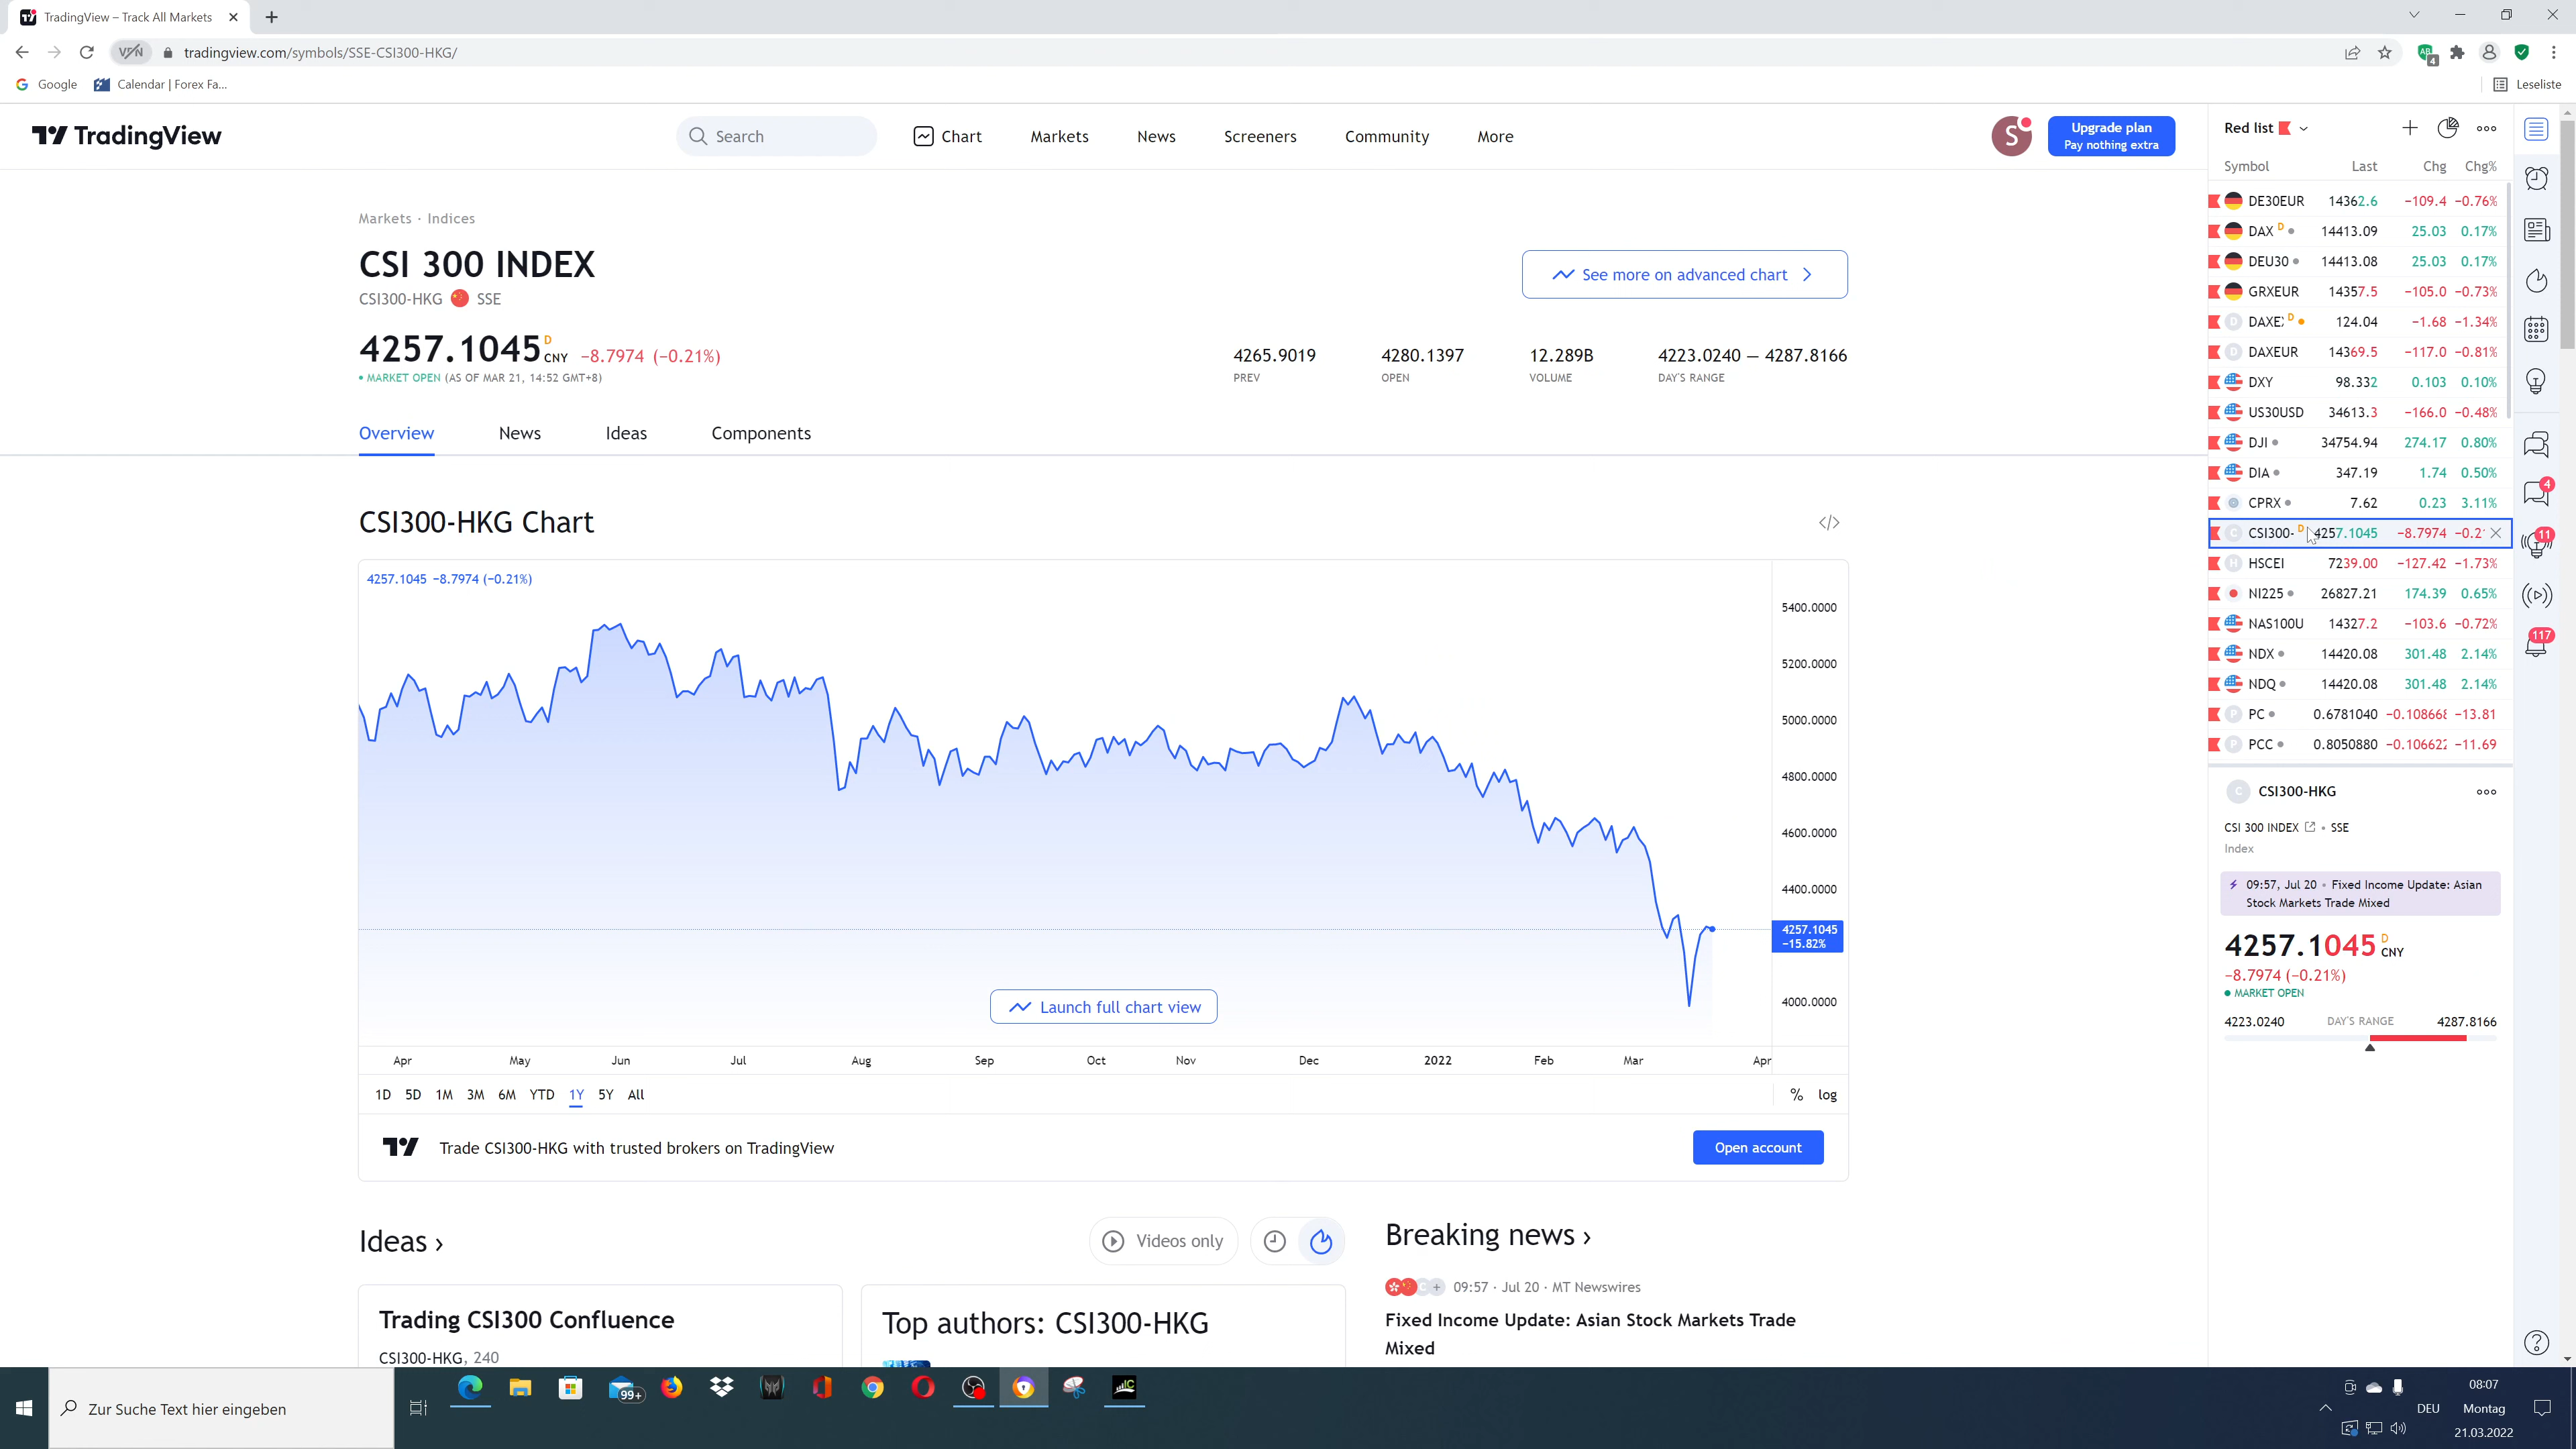 TradingView – Track All Markets
VPN
tradingview.com/symbols/SSE-CSI300-HKG/
4
Google
Calendar | Forex Fa...
Leseliste
TradingView
Search
Chart
Markets
News
Screeners
Community
More
S
Upgrade plan
Pay nothing extra
Markets · Indices
CSI 300 INDEX
CSI300-HKG SSE
See more on advanced chart
4257.1045 D CNY −8.7974 (−0.21%)
• MARKET OPEN (AS OF MAR 21, 14:52 GMT+8)
4265.9019 4280.1397 12.289B 4223.0240 — 4287.8166
PREV OPEN VOLUME DAY'S RANGE
Overview News Ideas Components
CSI300-HKG Chart
4257.1045 −8.7974 (−0.21%)
5400.0000
5200.0000
5000.0000
4800.0000
4600.0000
4400.0000
4257.1045
−15.82%
4000.0000
Launch full chart view
Apr May Jun Jul Aug Sep Oct Nov Dec 2022 Feb Mar Apr
1D 5D 1M 3M 6M YTD 1Y 5Y All
% log
Trade CSI300-HKG with trusted brokers on TradingView
Open account
Ideas ›
Videos only
Breaking news ›
09:57 · Jul 20 · MT Newswires
Fixed Income Update: Asian Stock Markets Trade
Mixed
Trading CSI300 Confluence
CSI300-HKG, 240
Top authors: CSI300-HKG
Red list
Symbol Last Chg Chg%
DE30EUR 14362.6 −109.4 −0.76%
DAX D 14413.09 25.03 0.17%
DEU30 14413.08 25.03 0.17%
GRXEUR 14357.5 −105.0 −0.73%
DAXE D 124.04 −1.68 −1.34%
DAXEUR 14369.5 −117.0 −0.81%
DXY 98.332 0.103 0.10%
US30USD 34613.3 −166.0 −0.48%
DJI 34754.94 274.17 0.80%
DIA 347.19 1.74 0.50%
CPRX 7.62 0.23 3.11%
CSI300- D 4257.1045 −8.7974 −0.2
HSCEI 7239.00 −127.42 −1.73%
NI225 26827.21 174.39 0.65%
NAS100U 14327.2 −103.6 −0.72%
NDX 14420.08 301.48 2.14%
NDQ 14420.08 301.48 2.14%
PC 0.6781040 −0.108668 −13.81
PCC 0.8050880 −0.106622 −11.69
4
11
117
C CSI300-HKG
CSI 300 INDEX • SSE
Index
09:57, Jul 20 • Fixed Income Update: Asian
Stock Markets Trade Mixed
4257.1045 D CNY
−8.7974 (−0.21%)
• MARKET OPEN
4223.0240 DAY'S RANGE 4287.8166
Zur Suche Text hier eingeben
99+
DEU
08:07
Montag
21.03.2022